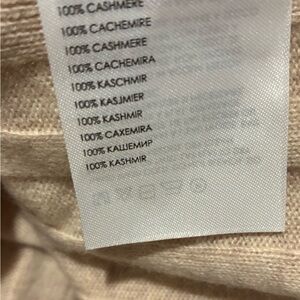 100% CASHMERE
100% CACHEMIRE
100% CASHMERE
100% CACHEMIRA
100% KASCHMIR
100% KASJMIER
100% KASHMIR
100% CAXEMIRA
100% КАШЕМИР
100% KASHMIR